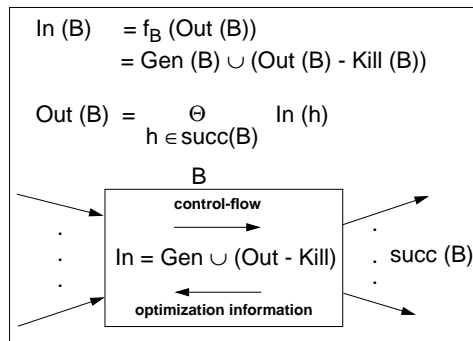 In (B) = f_B (Out (B))
= Gen (B) ∪ (Out (B) - Kill (B))
Out (B) = Θ In (h)
h ∈ succ(B)
B
control-flow
In = Gen ∪ (Out - Kill)
succ (B)
optimization information